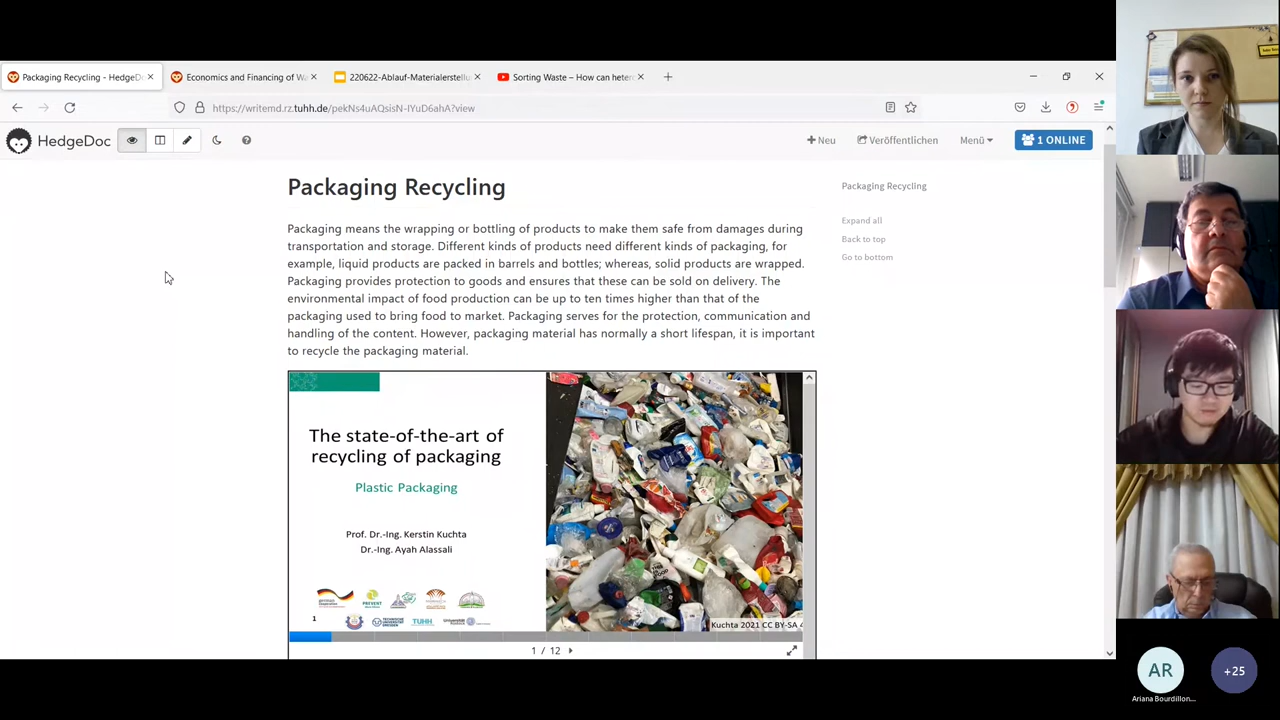 Packaging Recycling - HedgeDo
Economics and Financing of Wa
220622-Ablauf-Materialerstellu
Sorting Waste – How can heter
https://writemd.rz.tuhh.de/pekNs4uAQsisN-IYuD6ahA?view
HedgeDoc
Neu
Veröffentlichen
Menü
1 ONLINE
Packaging Recycling
Packaging means the wrapping or bottling of products to make them safe from damages during
transportation and storage. Different kinds of products need different kinds of packaging, for
example, liquid products are packed in barrels and bottles; whereas, solid products are wrapped.
Packaging provides protection to goods and ensures that these can be sold on delivery. The
environmental impact of food production can be up to ten times higher than that of the
packaging used to bring food to market. Packaging serves for the protection, communication and
handling of the content. However, packaging material has normally a short lifespan, it is important
to recycle the packaging material.
Packaging Recycling
Expand all
Back to top
Go to bottom
The state-of-the-art of
recycling of packaging
Plastic Packaging
Prof. Dr.-Ing. Kerstin Kuchta
Dr.-Ing. Ayah Alassali
PREVENT
TUHH
1
Kuchta 2021 CC BY-SA 4
1 / 12
AR
Ariana Bourdillon...
+25